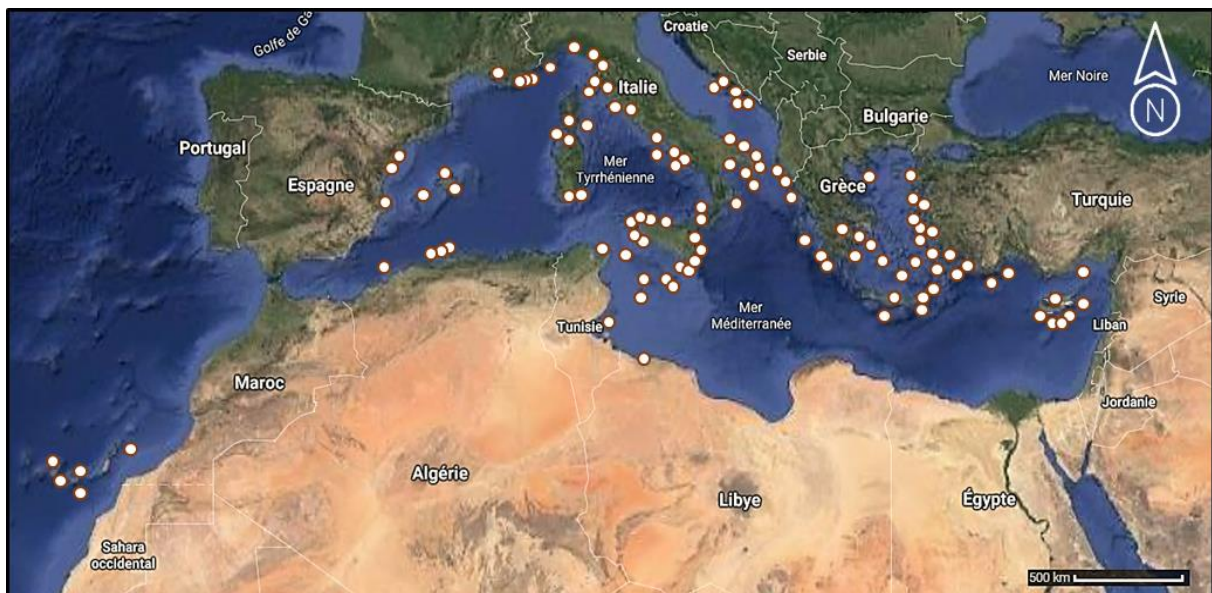 Golfe de Ga
Croatie
Serbie
N
Mer Noire
Italie
Bulgarie
Portugal
Espagne
Mer
Tyrrhénienne
Grèce
Turquie
Mer
Méditerranée
Tunisie
Syrie
Liban
Maroc
Jordanie
Algérie
Libye
Égypte
Sahara
occidental
500 km